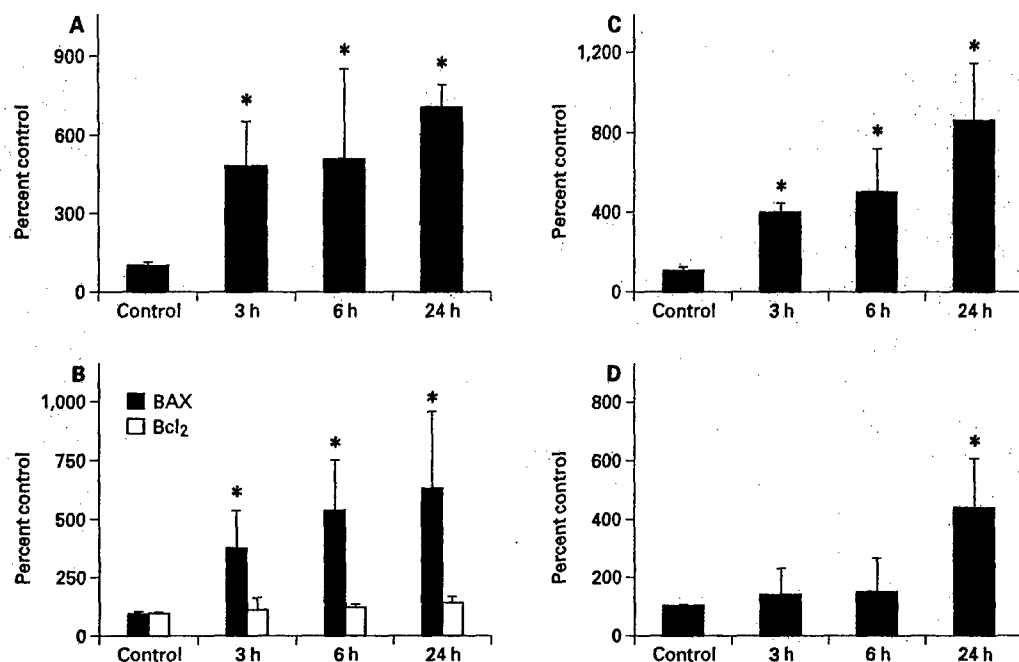 A
Percent control
900
600
300
0
*
*
*
Control
3 h
6 h
24 h
C
Percent control
1,200
800
400
0
*
*
*
Control
3 h
6 h
24 h
B
Percent control
1,000
750
500
250
0
BAX
Bcl2
*
*
*
Control
3 h
6 h
24 h
D
Percent control
800
600
400
200
0
*
Control
3 h
6 h
24 h